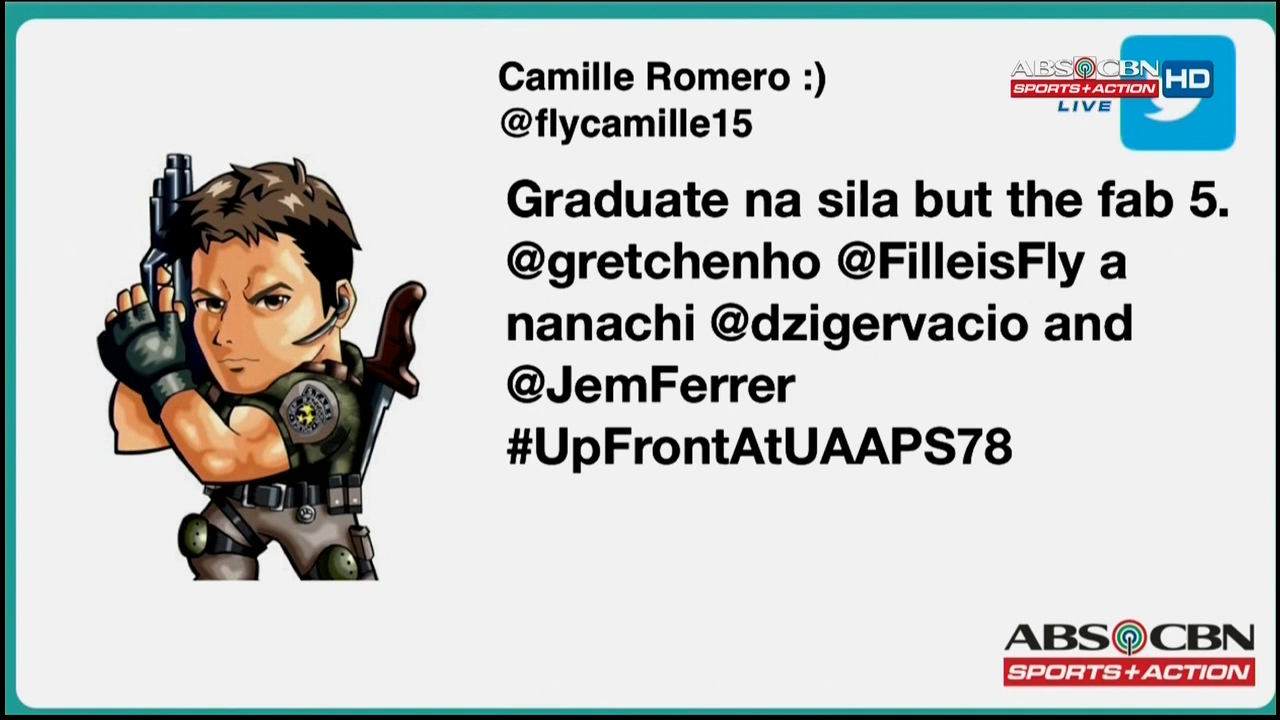 Camille Romero :)
@flycamille15
ABS CBN HD
SPORTS+ACTION
LIVE
Graduate na sila but the fab 5.
@gretchenho @FilleisFly a
nanachi @dzigervacio and
@JemFerrer
#UpFrontAtUAAPS78
ABS CBN
SPORTS+ACTION